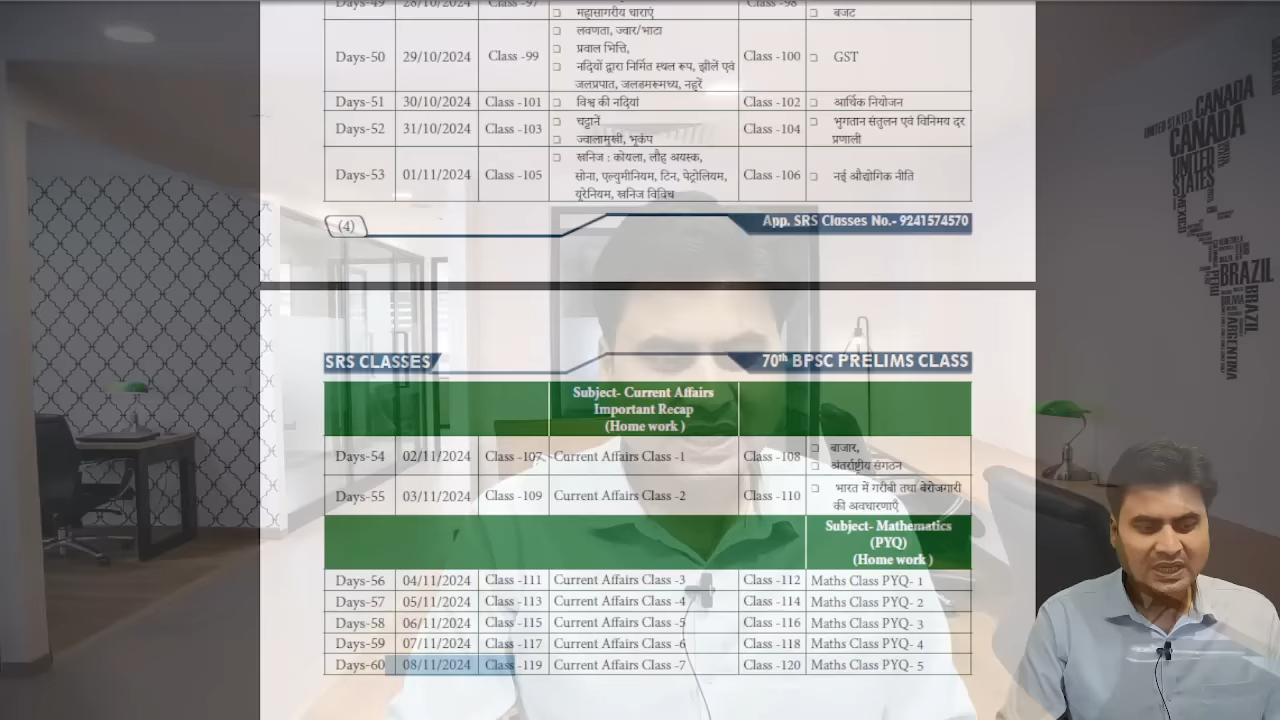 Days-49 28/10/2024 Class -97 महासागरीय धाराएं Class -98 बजट
लवणता, ज्वार/भाटा
प्रवाल भित्ति,
Days-50 29/10/2024 Class -99 नदियों द्वारा निर्मित स्थल रूप, झीलें एवं Class -100 GST
जलप्रपात, जलडमरूमध्य, नहरें
Days-51 30/10/2024 Class -101 विश्व की नदियां Class -102 आर्थिक नियोजन
Days-52 31/10/2024 Class -103 चट्टानें Class -104 भुगतान संतुलन एवं विनिमय दर
ज्वालामुखी, भूकंप प्रणाली
खनिज : कोयला, लौह अयस्क,
Days-53 01/11/2024 Class -105 सोना, एल्युमीनियम, टिन, पेट्रोलियम, Class -106 नई औद्योगिक नीति
यूरेनियम, खनिज विविध
(4) App. SRS Classes No.- 9241574570
SRS CLASSES 70th BPSC PRELIMS CLASS
Subject- Current Affairs
Important Recap
(Home work )
Days-54 02/11/2024 Class -107 Current Affairs Class -1 Class -108 बाजार,
अंतर्राष्ट्रीय संगठन
Days-55 03/11/2024 Class -109 Current Affairs Class -2 Class -110 भारत में गरीबी तथा बेरोजगारी
की अवधारणाएँ
Subject- Mathematics
(PYQ)
(Home work )
Days-56 04/11/2024 Class -111 Current Affairs Class -3 Class -112 Maths Class PYQ- 1
Days-57 05/11/2024 Class -113 Current Affairs Class -4 Class -114 Maths Class PYQ- 2
Days-58 06/11/2024 Class -115 Current Affairs Class -5 Class -116 Maths Class PYQ- 3
Days-59 07/11/2024 Class -117 Current Affairs Class -6 Class -118 Maths Class PYQ- 4
Days-60 08/11/2024 Class -119 Current Affairs Class -7 Class -120 Maths Class PYQ- 5
UNITED STATES CANADA
CANADA
UNITED
STATES
MEXICO
BRAZIL
PERU
BOLIVIA
BRAZIL
ARGENTINA